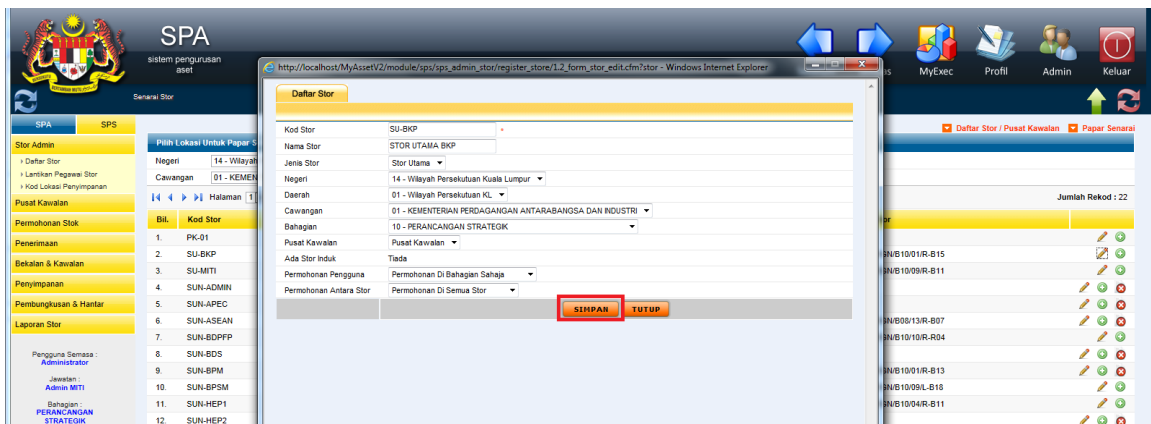 SPA
sistem pengurusan
aset
MyExec
Profil
Admin
Keluar
Senarai Stor
http://localhost/MyAssetV2/module/sps/sps_admin_stor/register_store/1.2_form_stor_edit.cfm?stor - Windows Internet Explorer
SPA SPS
Stor Admin
Daftar Stor
Lantikan Pegawai Stor
Kod Lokasi Penyimpanan
Pusat Kawalan
Permohonan Stok
Penerimaan
Bekalan & Kawalan
Penyimpanan
Pembungkusan & Hantar
Laporan Stor
Pengguna Semasa :
Administrator
Jawatan :
Admin MITI
Bahagian :
PERANCANGAN
STRATEGIK
Daftar Stor / Pusat Kawalan Papar Senarai
Pilih Lokasi Untuk Papar S
Negeri 14 - Wilayah
Cawangan 01 - KEMEN
Halaman 1
Jumlah Rekod : 22
Bil. Kod Stor
1. PK-01
2. SU-BKP GN/B10/01/R-B15
3. SU-MITI GN/B10/09/R-B11
4. SUN-ADMIN
5. SUN-APEC
6. SUN-ASEAN GN/B08/13/R-B07
7. SUN-BDPFP GN/B10/10/R-R04
8. SUN-BDS
9. SUN-BPM GN/B10/01/R-B13
10. SUN-BPSM GN/B10/09/L-B18
11. SUN-HEP1 GN/B10/04/R-B11
12. SUN-HEP2
Daftar Stor
Kod Stor SU-BKP *
Nama Stor STOR UTAMA BKP
Jenis Stor Stor Utama
Negeri 14 - Wilayah Persekutuan Kuala Lumpur
Daerah 01 - Wilayah Persekutuan KL
Cawangan 01 - KEMENTERIAN PERDAGANGAN ANTARABANGSA DAN INDUSTRI
Bahagian 10 - PERANCANGAN STRATEGIK
Pusat Kawalan Pusat Kawalan
Ada Stor Induk Tiada
Permohonan Pengguna Permohonan Di Bahagian Sahaja
Permohonan Antara Stor Permohonan Di Semua Stor
SIMPAN TUTUP